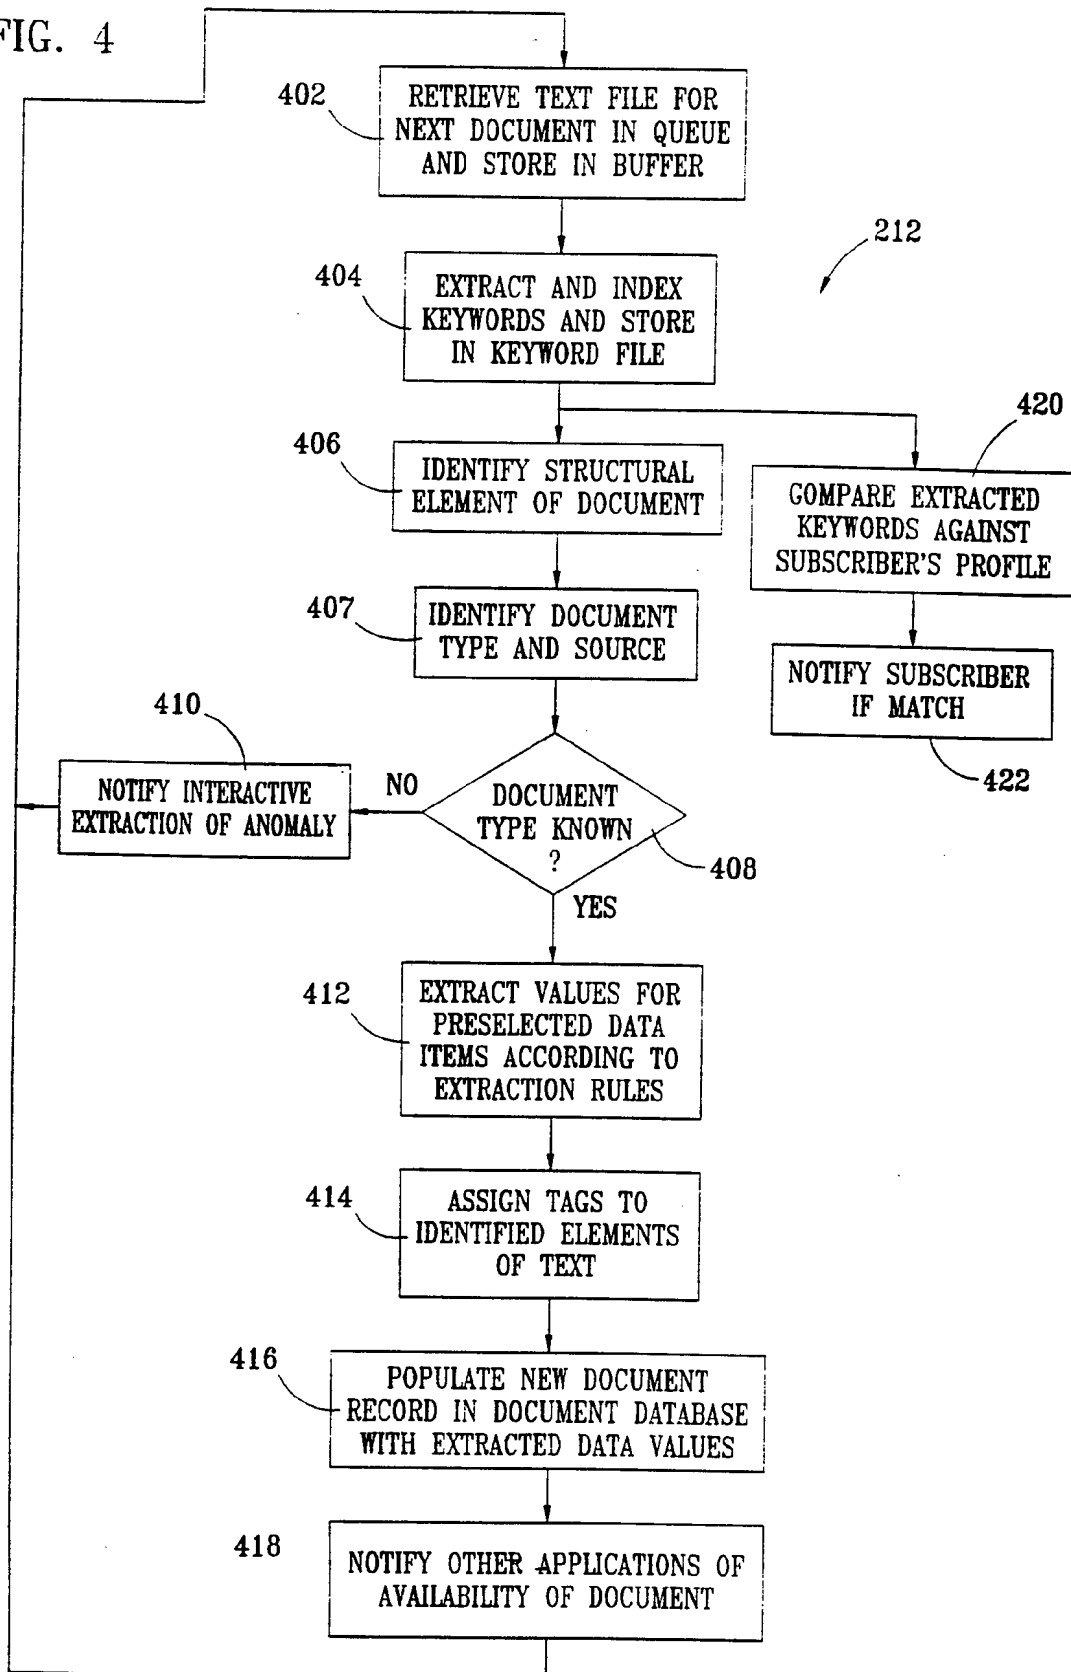 FIG. 4
402
RETRIEVE TEXT FILE FOR
NEXT DOCUMENT IN QUEUE
AND STORE IN BUFFER
212
404
EXTRACT AND INDEX
KEYWORDS AND STORE
IN KEYWORD FILE
420
406
IDENTIFY STRUCTURAL
ELEMENT OF DOCUMENT
GOMPARE EXTRACTED
KEYWORDS AGAINST
SUBSCRIBER'S PROFILE
407
IDENTIFY DOCUMENT
TYPE AND SOURCE
NOTIFY SUBSCRIBER
IF MATCH
422
410
NOTIFY INTERACTIVE
EXTRACTION OF ANOMALY
NO
DOCUMENT
TYPE KNOWN
?
408
YES
412
EXTRACT VALUES FOR
PRESELECTED DATA
ITEMS ACCORDING TO
EXTRACTION RULES
414
ASSIGN TAGS TO
IDENTIFIED ELEMENTS
OF TEXT
416
POPULATE NEW DOCUMENT
RECORD IN DOCUMENT DATABASE
WITH EXTRACTED DATA VALUES
418
NOTIFY OTHER APPLICATIONS OF
AVAILABILITY OF DOCUMENT